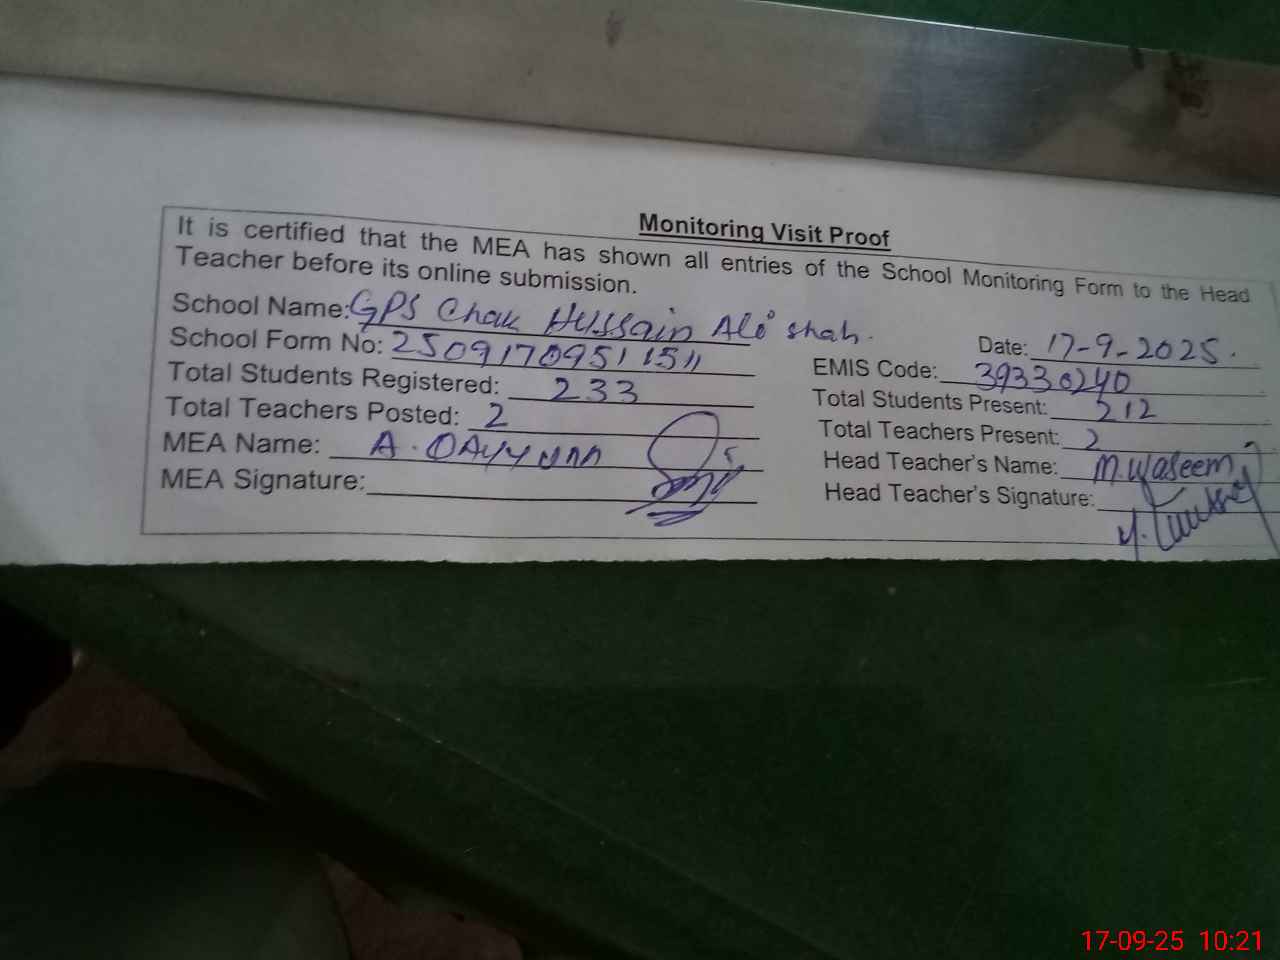 Monitoring Visit Proof
It is certified that the MEA has shown all entries of the School Monitoring Form to the Head
Teacher before its online submission.
School Name: GPS Chak Hussain Ali Shah.
Date: 17-9-2025.
School Form No: 25091709511511
EMIS Code: 39330240
Total Students Registered: 233
Total Students Present: 212
Total Teachers Posted: 2
Total Teachers Present: 2
MEA Name: A. QAYYUM
Head Teacher's Name: M. Waseem
MEA Signature:
Head Teacher's Signature:
17-09-25 10:21